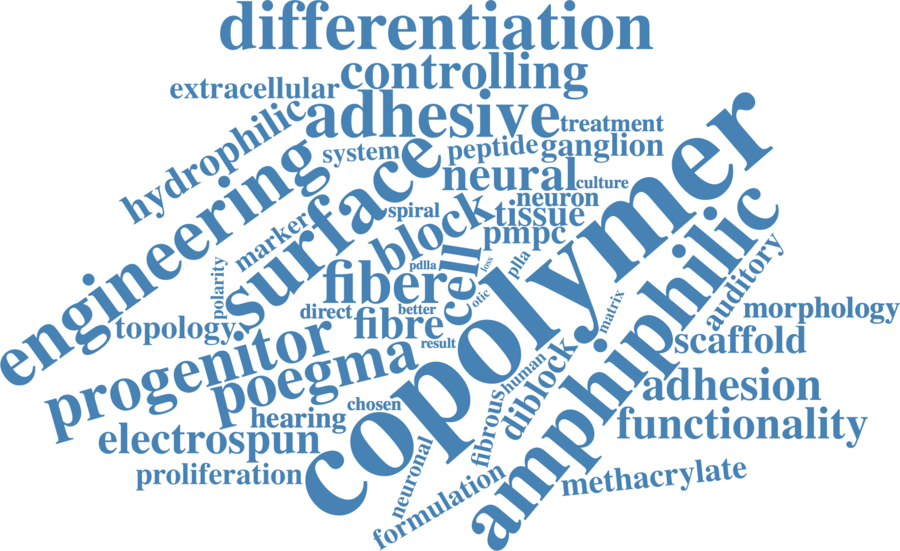 differentiation
controlling
extracellular
adhesive
hydrophilic
treatment
system
peptide
ganglion
engineering
surface
neural
culture
neuron
spiral
block
tissue
marker
pmpc
copolymer
polarity
pdlla
loss
plla
cell
fiber
otic
amphiphilic
auditory
matrix
direct
better
morphology
topology
fibre
result
scaffold
progenitor
poegma
human
diblock
adhesion
chosen
fibrous
hearing
functionality
electrospun
neuronal
proliferation
formulation
methacrylate